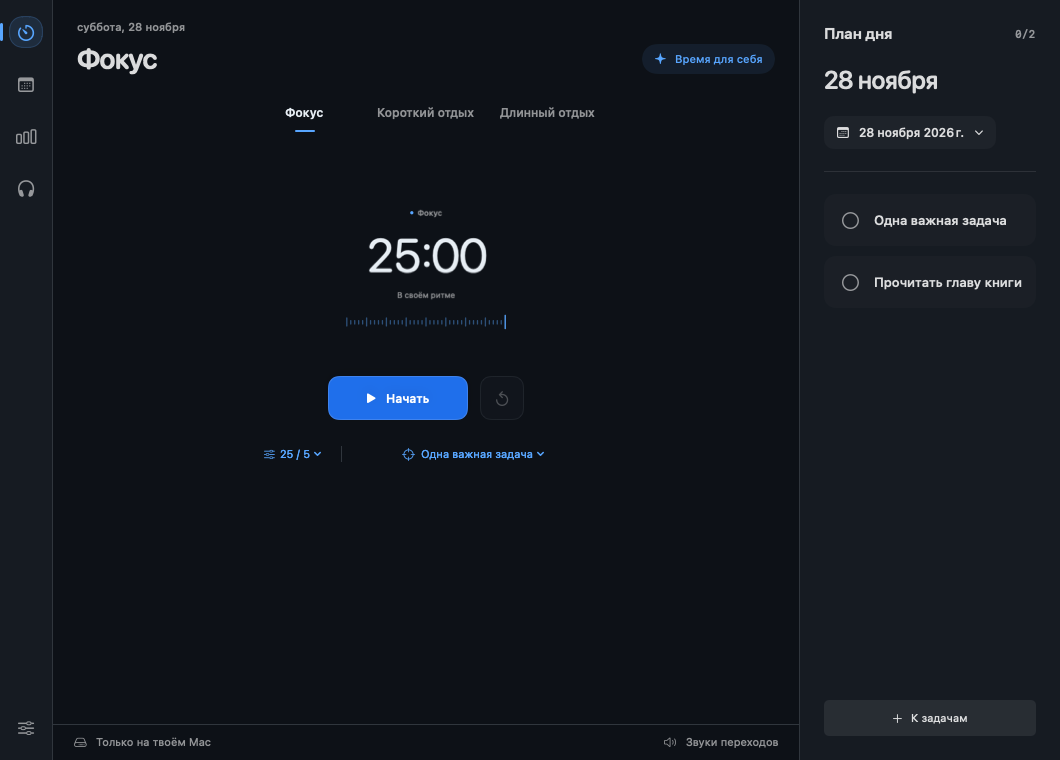 суббота, 28 ноября
Фокус
Время для себя
Фокус
Короткий отдых
Длинный отдых
Фокус
25:00
В своём ритме
Начать
25 / 5
Одна важная задача
Только на твоём Mac
Звуки переходов
План дня
0/2
28 ноября
28 ноября 2026 г.
Одна важная задача
Прочитать главу книги
К задачам